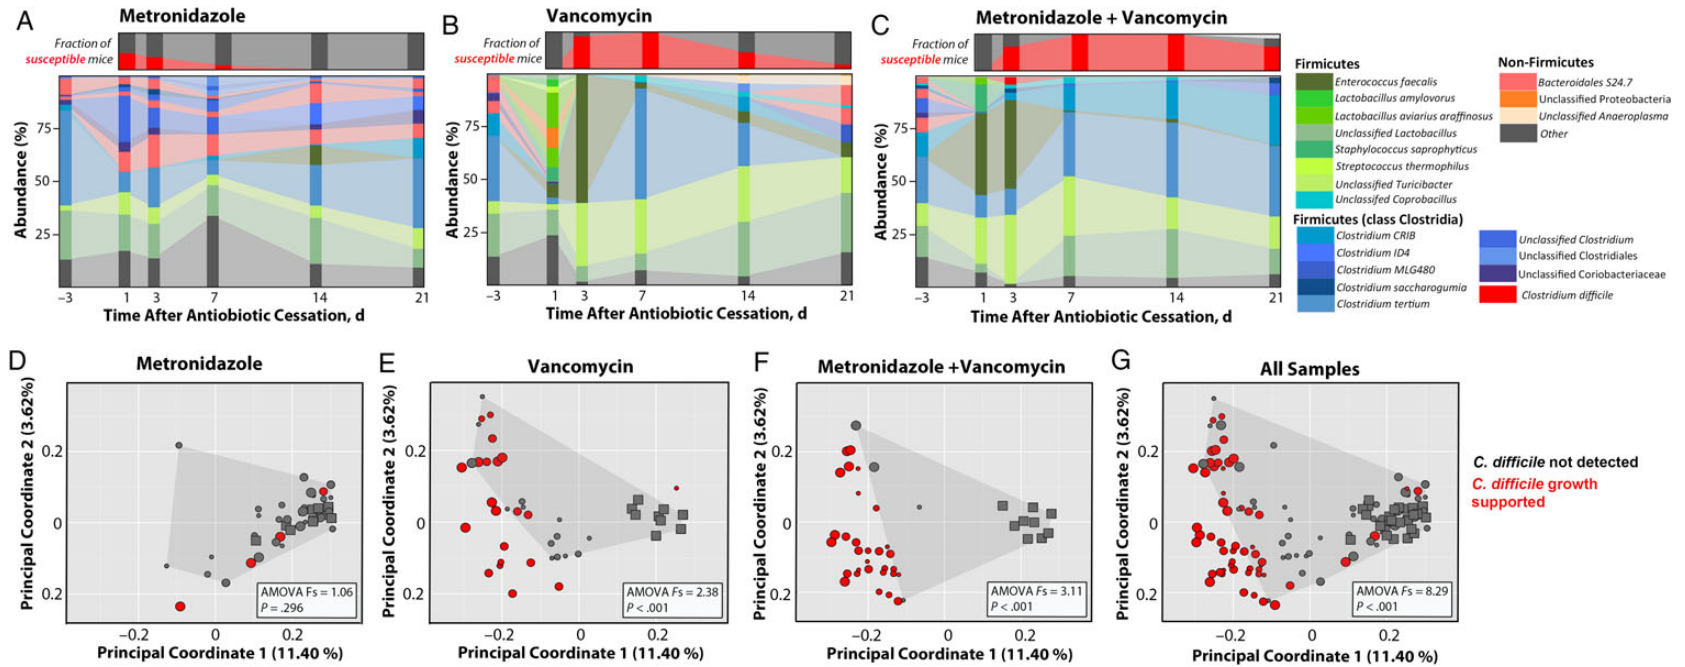 A
Metronidazole
Fraction of
susceptible mice
Abundance (%)
75
50
25
−3
1
3
7
14
21
Time After Antiobiotic Cessation, d
B
Vancomycin
Fraction of
susceptible mice
Abundance (%)
75
50
25
−3
1
3
7
14
21
Time After Antiobiotic Cessation, d
C
Metronidazole + Vancomycin
Fraction of
susceptible mice
Abundance (%)
75
50
25
−3
1
3
7
14
21
Time After Antiobiotic Cessation, d
Firmicutes
Enterococcus faecalis
Lactobacillus amylovorus
Lactobacillus aviarius araffinosus
Unclassified Lactobacillus
Staphylococcus saprophyticus
Streptococcus thermophilus
Unclassified Turicibacter
Unclassifed Coprobacillus
Firmicutes (class Clostridia)
Clostridium CRIB
Clostridium ID4
Clostridium MLG480
Clostridium saccharogumia
Clostridium tertium
Non-Firmicutes
Bacteroidales S24.7
Unclassified Proteobacteria
Unclassified Anaeroplasma
Other
Unclassified Clostridium
Unclassified Clostridiales
Unclassified Coriobacteriaceae
Clostridium difficile
D
Metronidazole
Principal Coordinate 2 (3.62%)
0.2
0
0.2
AMOVA Fs = 1.06
P = .296
−0.2
0
0.2
Principal Coordinate 1 (11.40 %)
E
Vancomycin
Principal Coordinate 2 (3.62%)
0.2
0
0.2
AMOVA Fs = 2.38
P < .001
−0.2
0
0.2
Principal Coordinate 1 (11.40 %)
F
Metronidazole +Vancomycin
Principal Coordinate 2 (3.62%)
0.2
0
0.2
AMOVA Fs = 3.11
P < .001
−0.2
0
0.2
Principal Coordinate 1 (11.40 %)
G
All Samples
Principal Coordinate 2 (3.62%)
0.2
0
0.2
AMOVA Fs = 8.29
P < .001
−0.2
0
0.2
Principal Coordinate 1 (11.40 %)
C. difficile not detected
C. difficile growth
supported